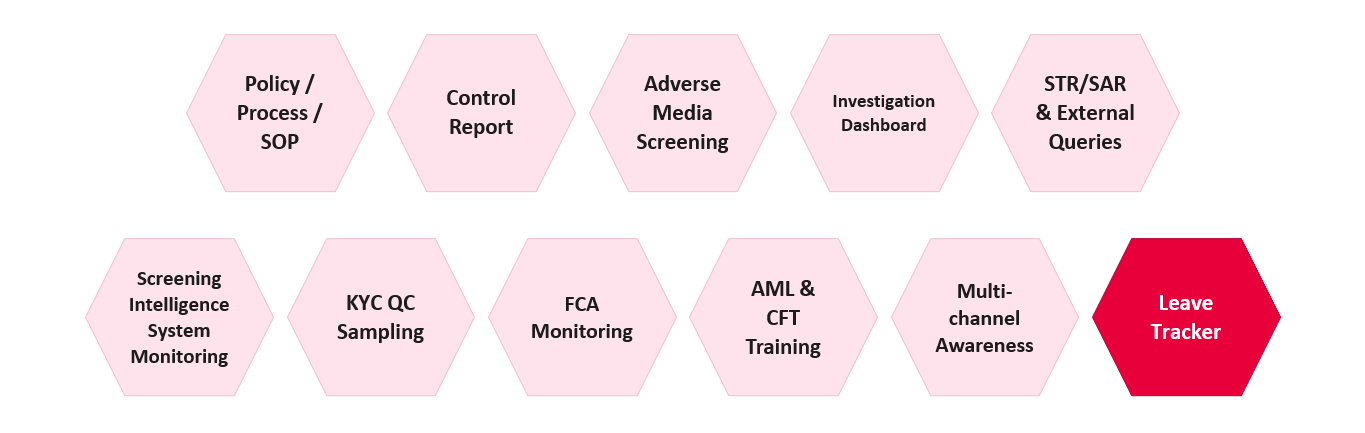 Policy /
Process /
SOP
Control
Report
Adverse
Media
Screening
Investigation
Dashboard
STR/SAR
& External
Queries
Screening
Intelligence
System
Monitoring
KYC QC
Sampling
FCA
Monitoring
AML &
CFT
Training
Multi-
channel
Awareness
Leave
Tracker